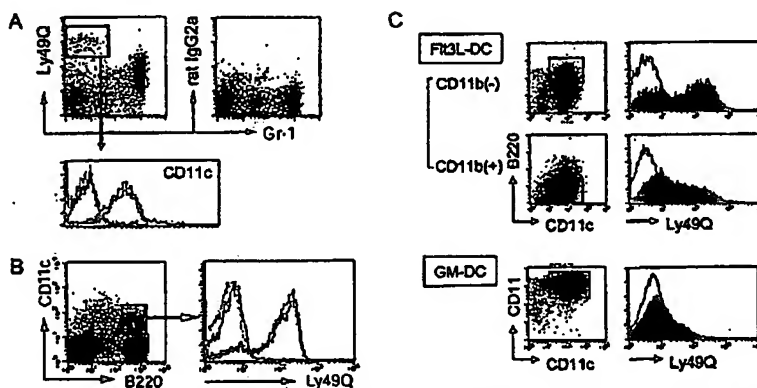 A
Ly49Q
rat IgG2a
Gr-1
CD11c
B
CD11c
B220
Ly49Q
C
Flt3L-DC
CD11b(-)
CD11b(+)
B220
CD11c
Ly49Q
GM-DC
CD11
CD11c
Ly49Q